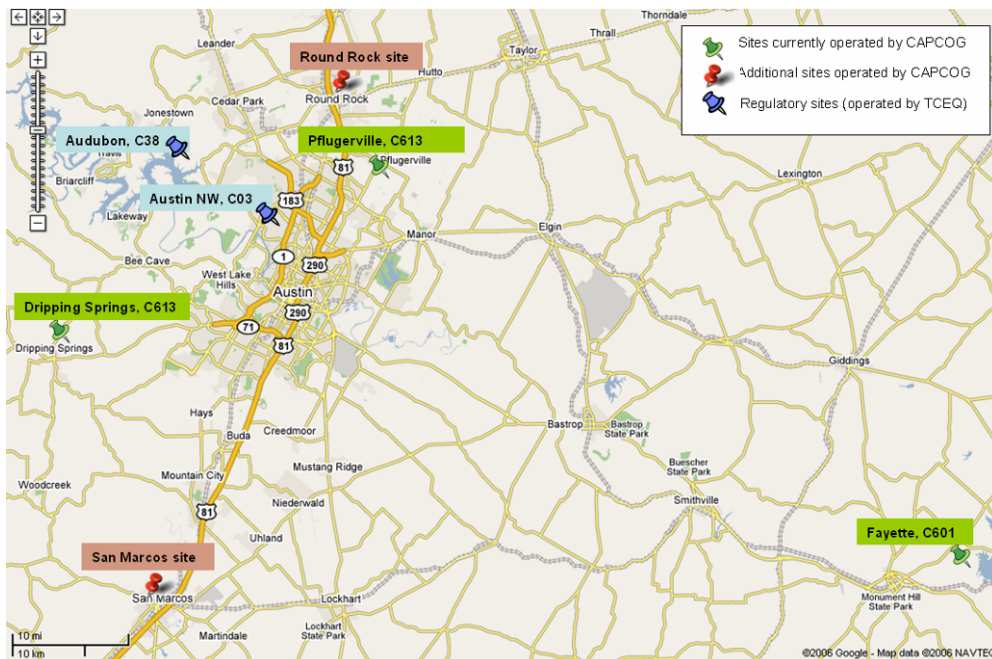 Thorndale
Leander
Thrall
Taylor
Sites currently operated by CAPCOG
Round Rock site
Hutto
Additional sites operated by CAPCOG
Cedar Park
Round Rock
Regulatory sites (operated by TCEQ)
Jonestown
Audubon, C38
Pflugerville, C613
Travis
Pflugerville
81
Lexington
Briarcliff
Austin NW, C03
183
Lakeway
Elgin
Manor
Bee Cave
1
290
West Lake
Hills
Austin
Dripping Springs, C613
290
71
Dripping Springs
81
Giddings
Hays
Bastrop
Bastrop
State Park
Creedmoor
Buda
Mustang Ridge
Buescher
State Park
Mountain City
Woodcreek
Niederwald
Smithville
81
Uhland
Fayette, C601
San Marcos site
San Marcos
Lockhart
Monument Hill
State Park
Lockhart
State Park
Martindale
10 mi
10 km
©2006 Google - Map data ©2006 NAVTEC